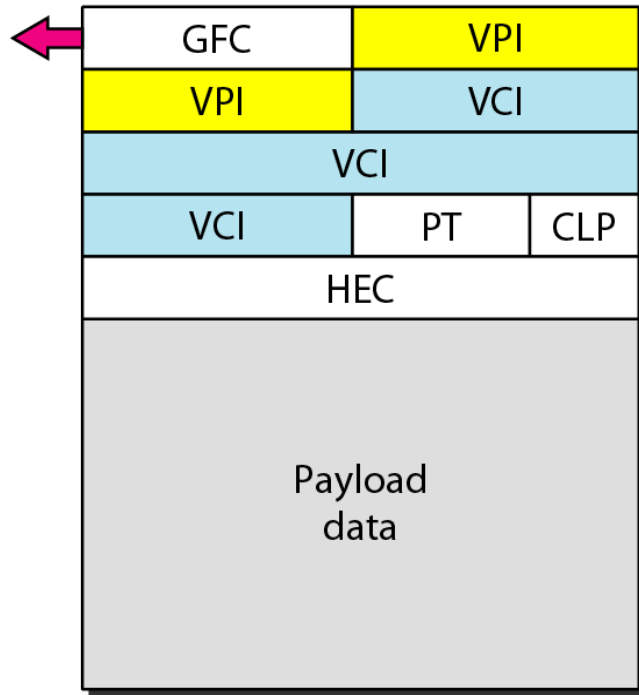 GFC VPI
VPI VCI
VCI
VCI PT CLP
HEC
Payload
data